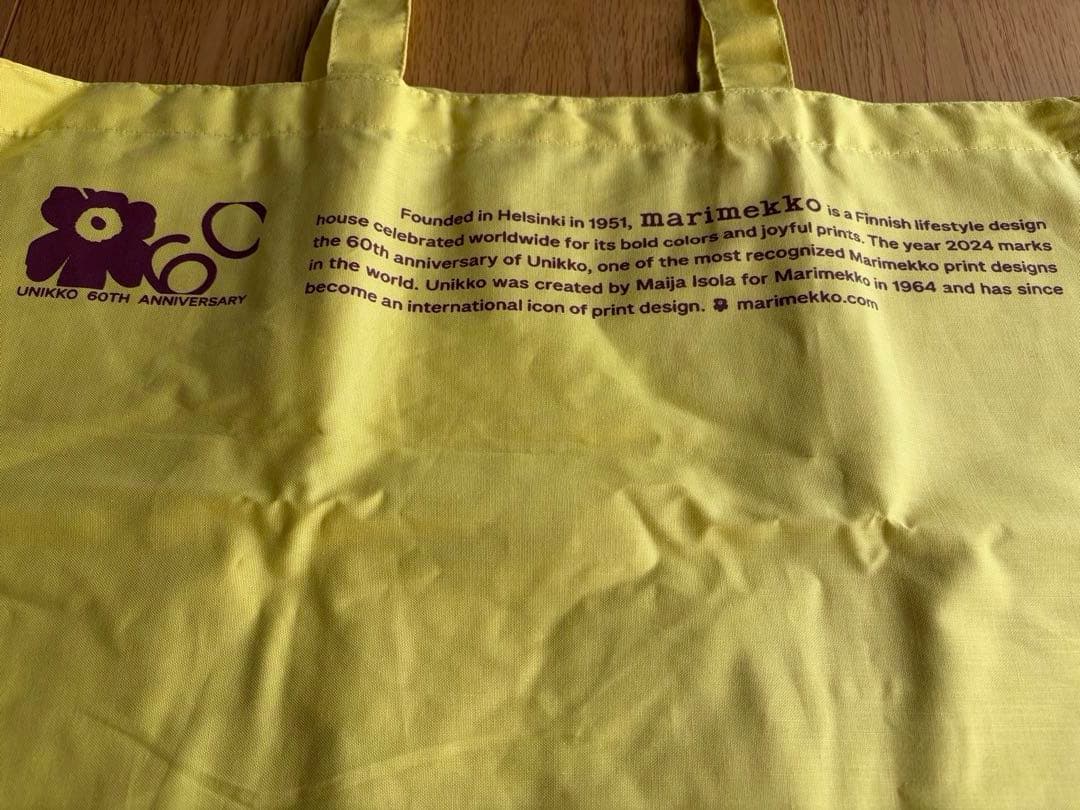 60
UNIKKO 60TH ANNIVERSARY
Founded in Helsinki in 1951, marimekko is a Finnish lifestyle design
house celebrated worldwide for its bold colors and joyful prints. The year 2024 marks
the 60th anniversary of Unikko, one of the most recognized Marimekko print designs
in the world. Unikko was created by Maija Isola for Marimekko in 1964 and has since
become an international icon of print design. marimekko.com